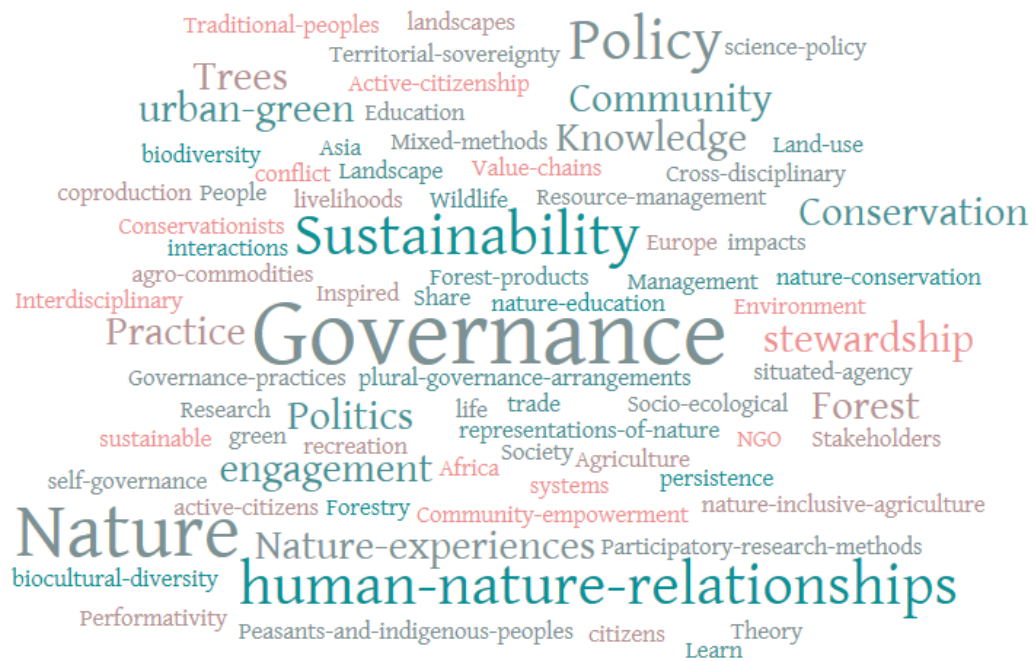 Traditional-peoples landscapes
Territorial-sovereignty Policy science-policy
Trees Active-citizenship
urban-green Education Community
biodiversity Asia Mixed-methods Knowledge Land-use
conflict Landscape Value-chains Cross-disciplinary
coproduction People livelihoods Wildlife Resource-management
Conservationists Conservation
interactions Sustainability Europe impacts
agro-commodities Forest-products Management nature-conservation
Interdisciplinary Inspired Share nature-education Environment
Practice Governance stewardship
Governance-practices plural-governance-arrangements situated-agency
Research Politics life trade Socio-ecological Forest
sustainable green recreation representations-of-nature NGO Stakeholders
self-governance engagement Africa Society Agriculture
systems persistence
active-citizens Forestry Community-empowerment nature-inclusive-agriculture
Nature Nature-experiences Participatory-research-methods
biocultural-diversity human-nature-relationships
Performativity Peasants-and-indigenous-peoples citizens Theory
Learn